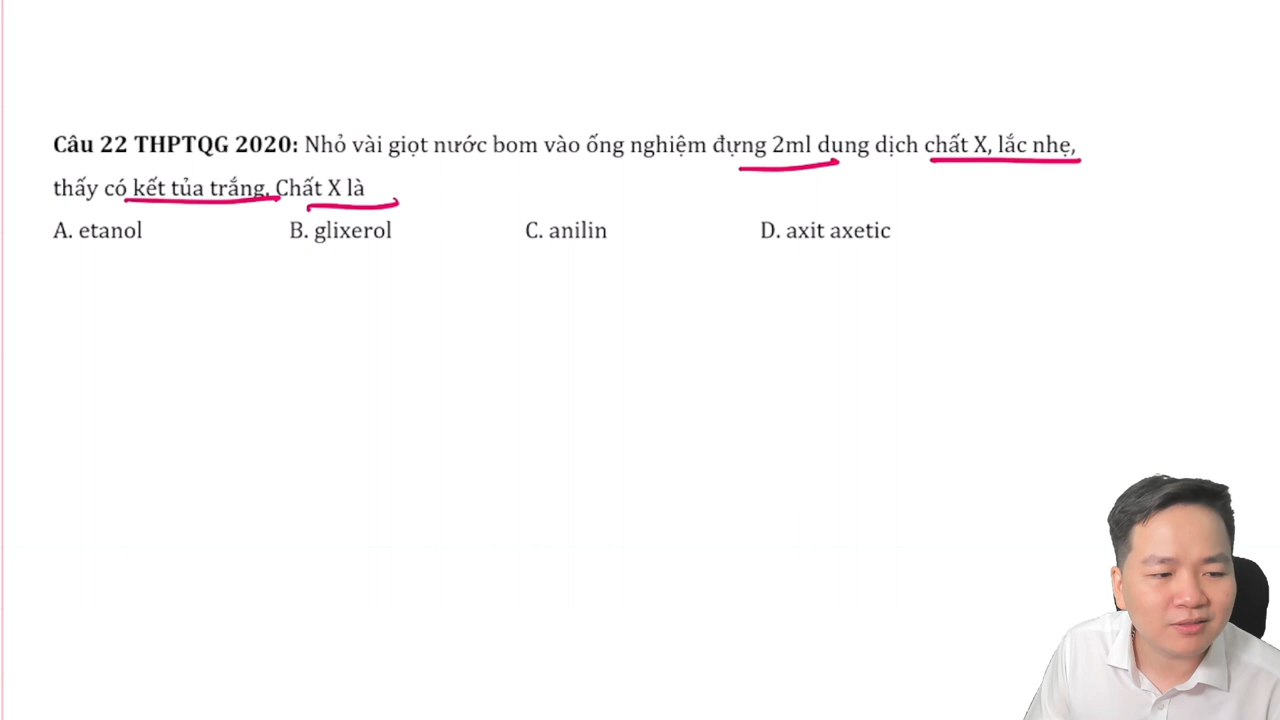 Câu 22 THPTQG 2020: Nhỏ vài giọt nước bom vào ống nghiệm đựng 2ml dung dịch chất X, lắc nhẹ,
thấy có kết tủa trắng. Chất X là
A. etanol B. glixerol C. anilin D. axit axetic